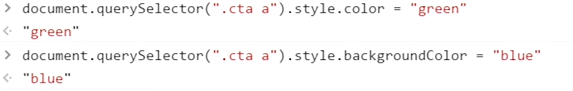 > document.querySelector(".cta a").style.color = "green"
<· "green"
> document.querySelector(".cta a").style.backgroundColor = "blue"
<· "blue"